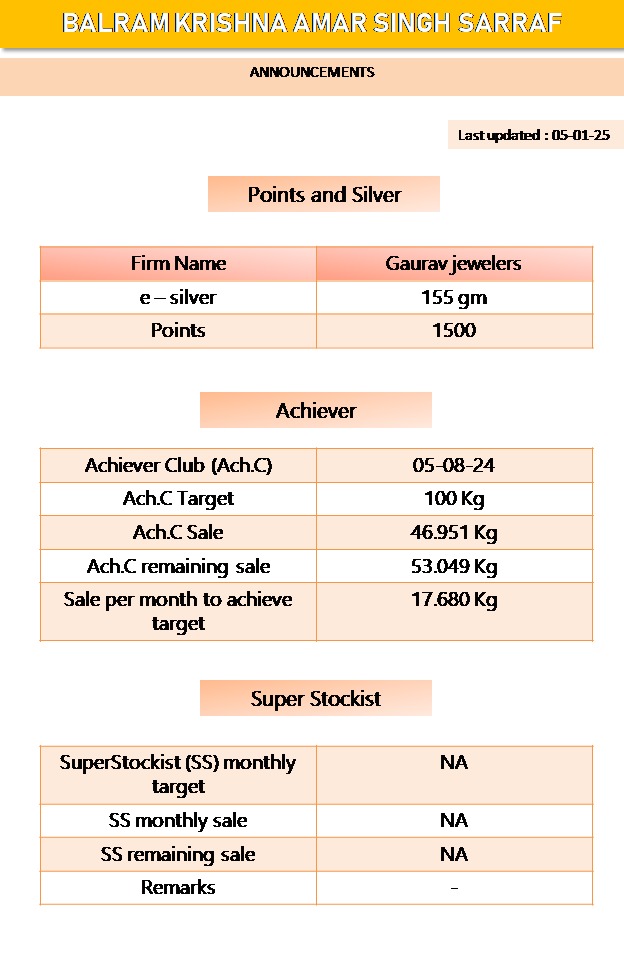 BALRAM KRISHNA AMAR SINGH SARRAF
ANNOUNCEMENTS
Last updated : 05-01-25
Points and Silver
Firm Name Gaurav jewelers
e – silver 155 gm
Points 1500
Achiever
Achiever Club (Ach.C) 05-08-24
Ach.C Target 100 Kg
Ach.C Sale 46.951 Kg
Ach.C remaining sale 53.049 Kg
Sale per month to achieve 17.680 Kg
target
Super Stockist
SuperStockist (SS) monthly NA
target
SS monthly sale NA
SS remaining sale NA
Remarks -